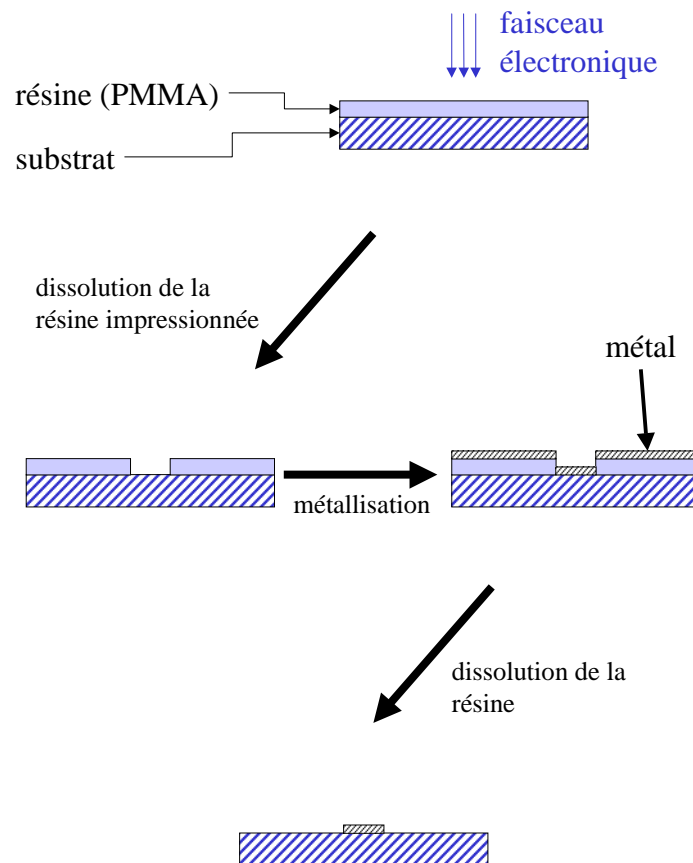 faisceau
électronique
résine (PMMA)
substrat
dissolution de la
résine impressionnée
métal
métallisation
dissolution de la
résine